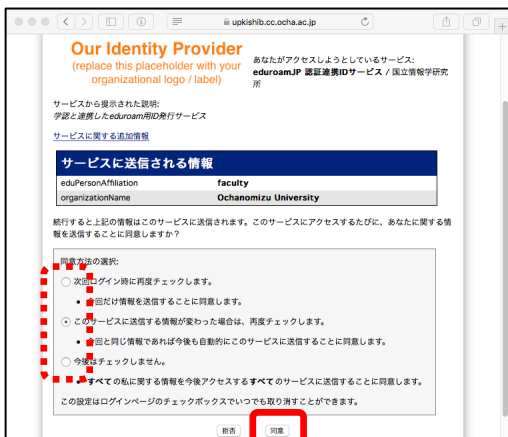 upkishib.cc.ocha.ac.jp
Our Identity Provider
(replace this placeholder with your
organizational logo / label)
あなたがアクセスしようとしているサービス:
eduroamJP 認証連携IDサービス / 国立情報学研究
所
サービスから提示された説明:
学認と連携したeduroam用ID発行サービス
サービスに関する追加情報
サービスに送信される情報
eduPersonAffiliation faculty
organizationName Ochanomizu University
続行すると上記の情報はこのサービスに送信されます。このサービスにアクセスするたびに、あなたに関する情
報を送信することに同意しますか？
同意方法の選択:
次回ログイン時に再度チェックします。
今回だけ情報を送信することに同意します。
このサービスに送信する情報が変わった場合は、再度チェックします。
今回と同じ情報であれば今後も自動的にこのサービスに送信することに同意します。
今後はチェックしません。
すべての私に関する情報を今後アクセスするすべてのサービスに送信することに同意します。
この設定はログインページのチェックボックスでいつでも取り消すことができます。
拒否 同意